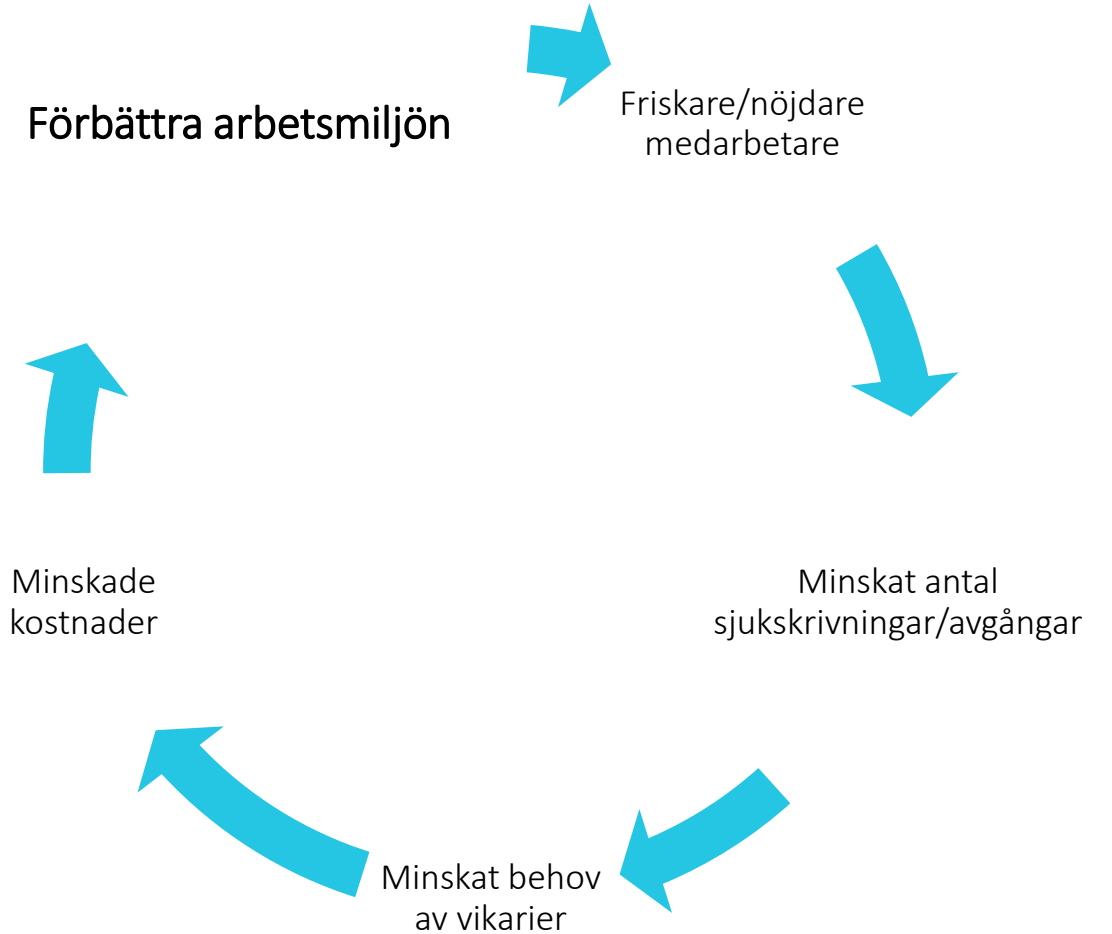 Förbättra arbetsmiljön
Friskare/nöjdare
medarbetare
Minskat antal
sjukskrivningar/avgångar
Minskat behov
av vikarier
Minskade
kostnader